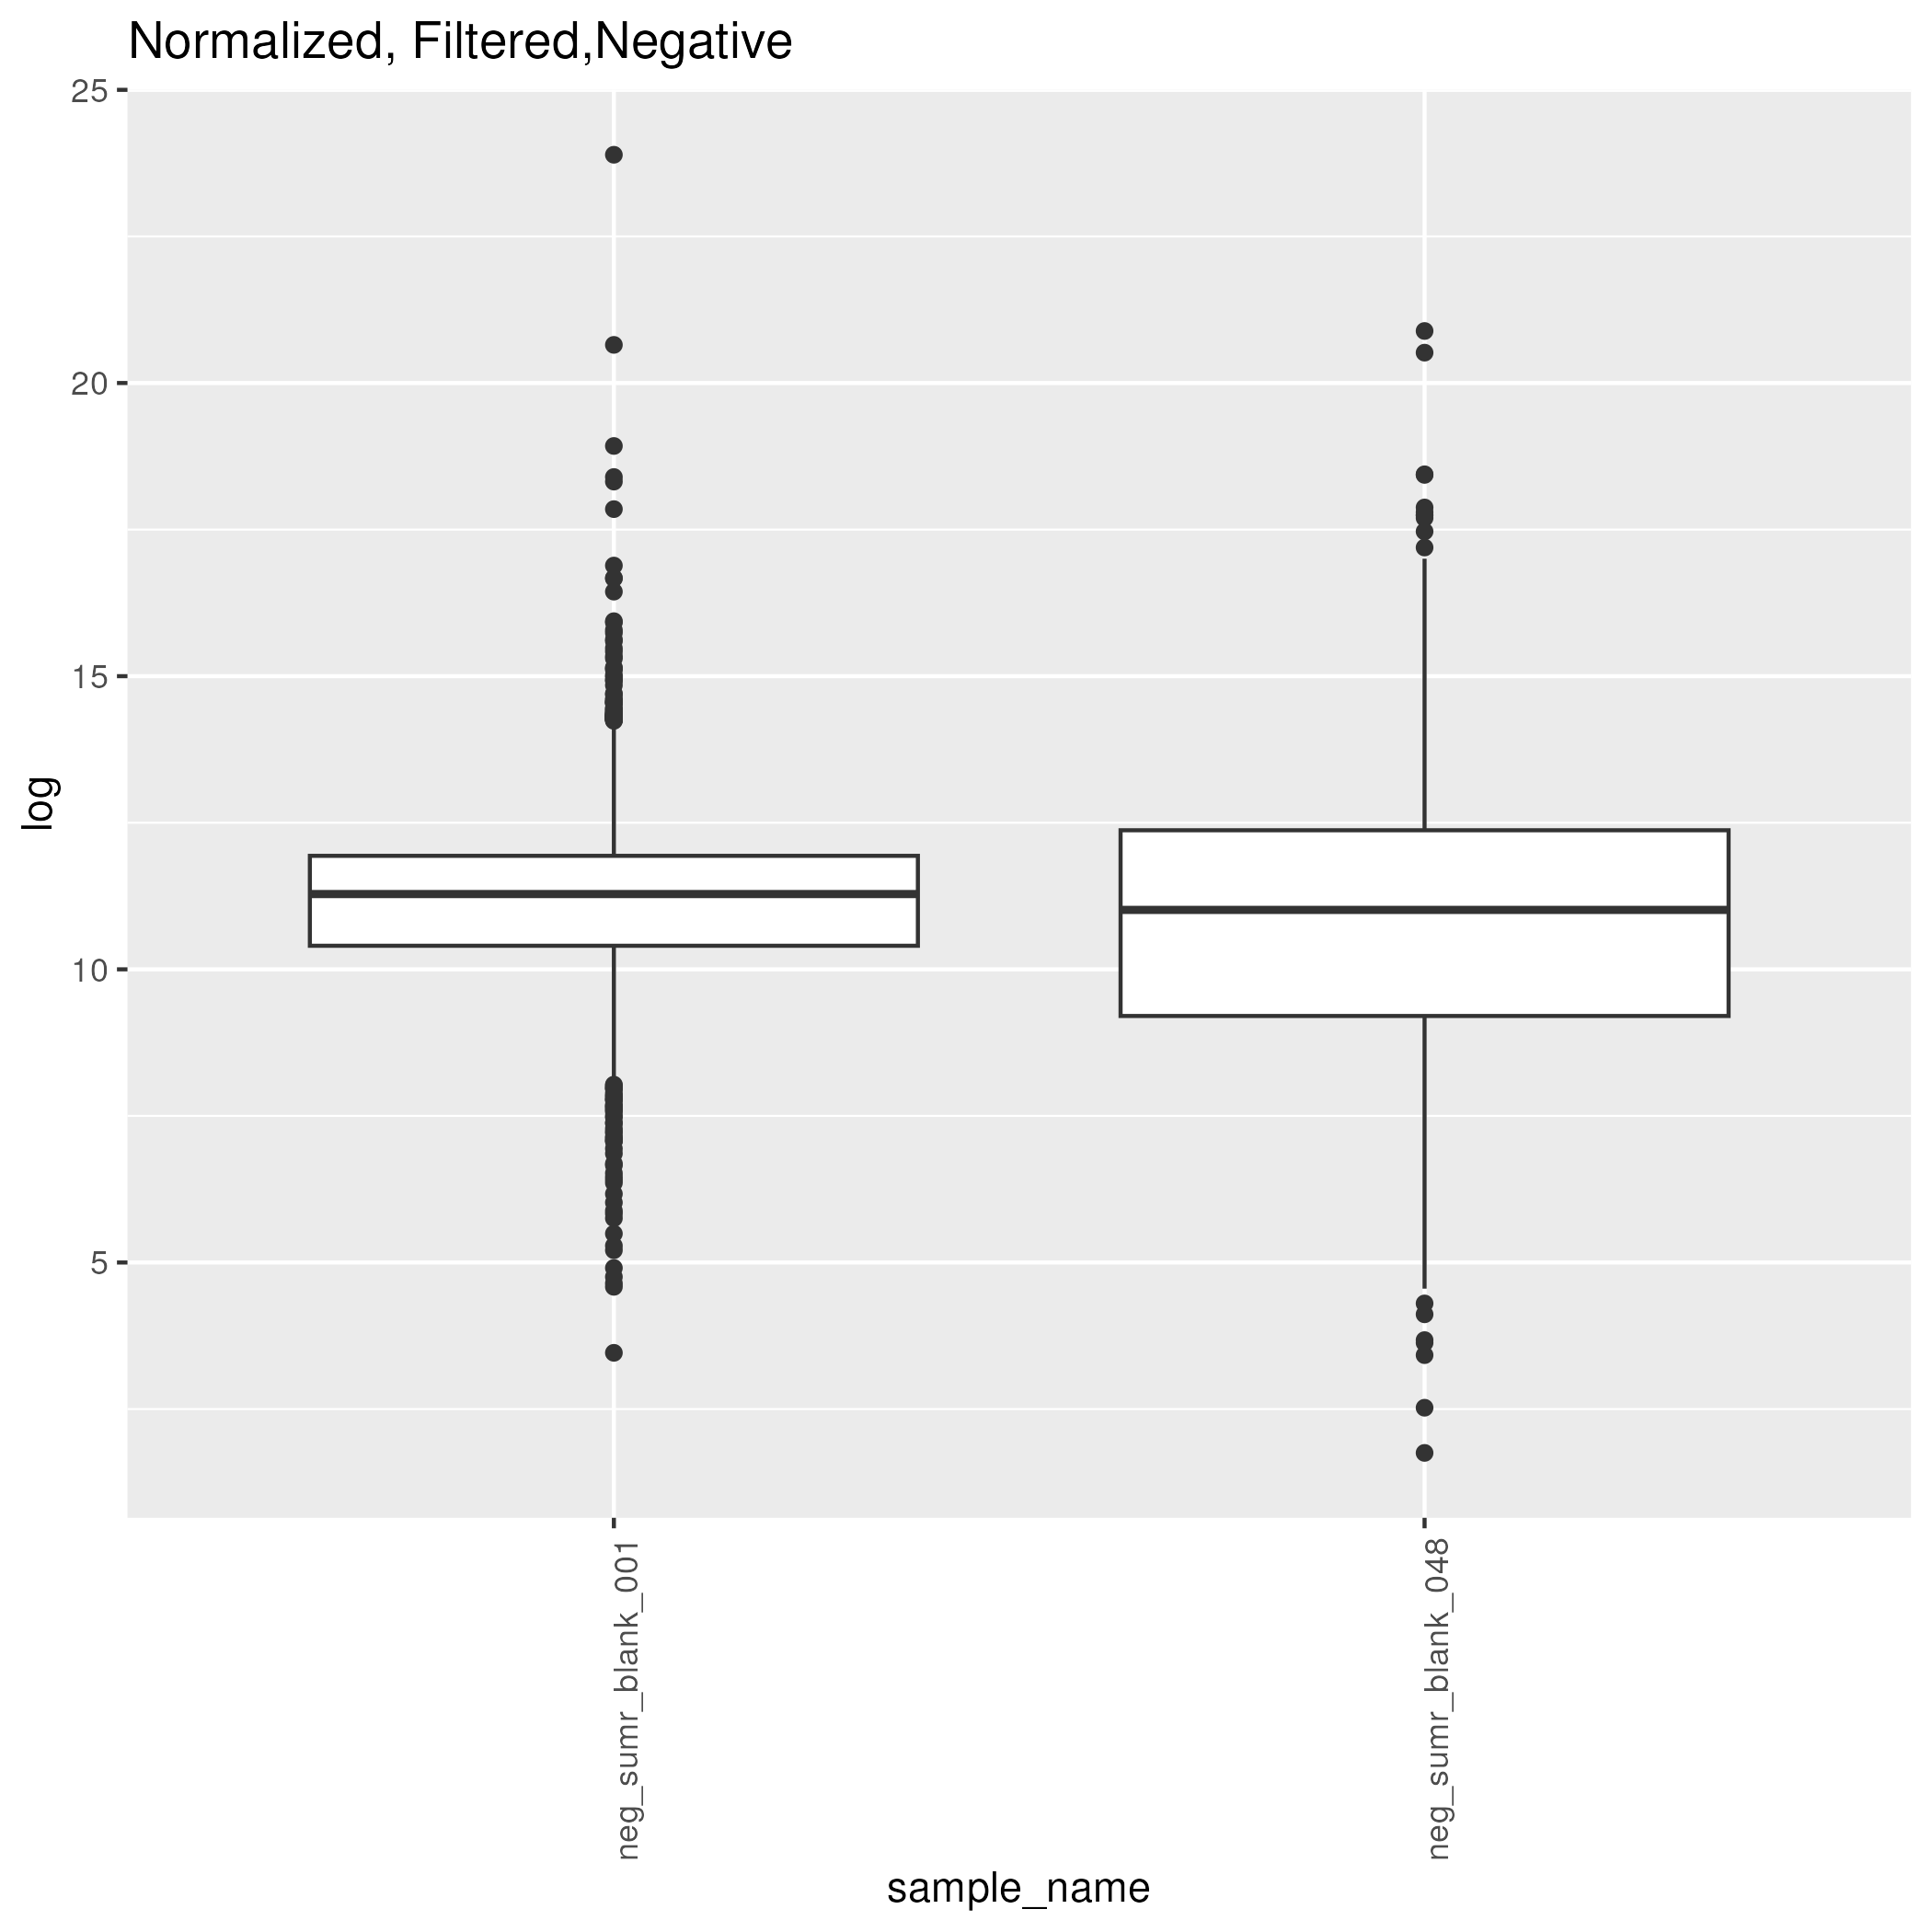 Normalized, Filtered,Negative
25
20
15
10
5
log
neg_sumr_blank_001
neg_sumr_blank_048
sample_name